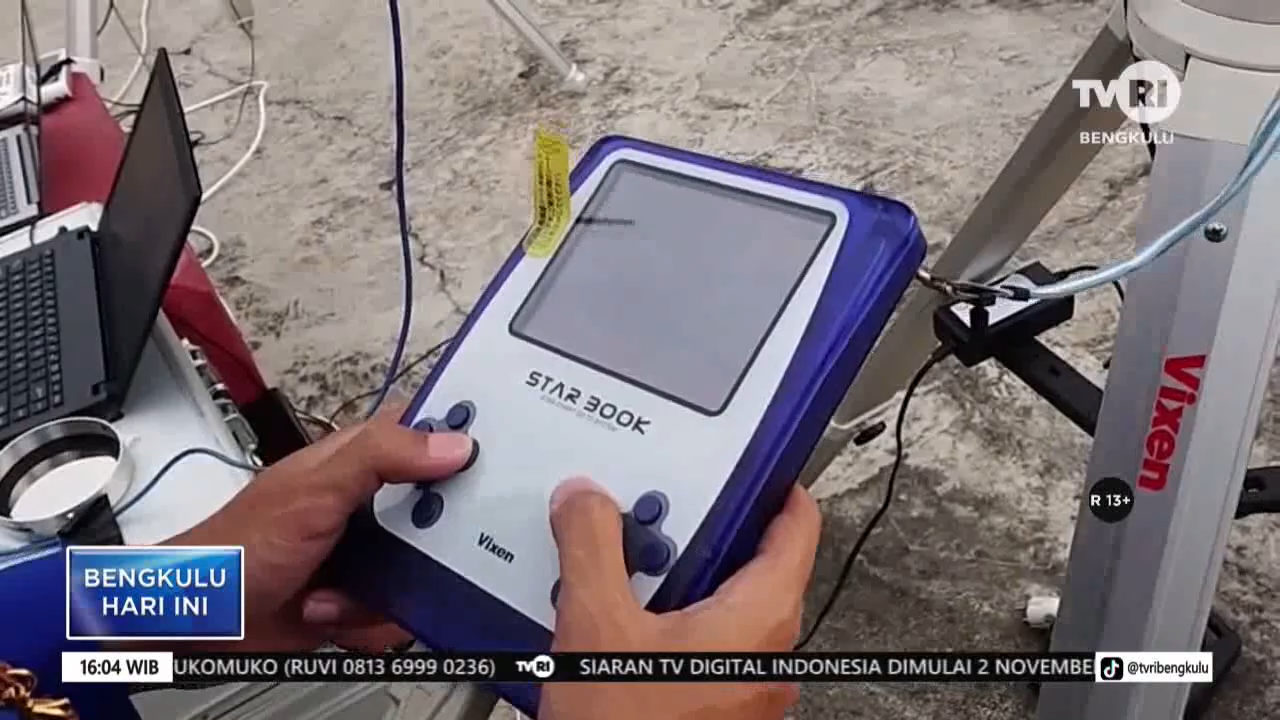 TVRI
BENGKULU
STAR BOOK
Vixen
Vixen
R 13+
BENGKULU
HARI INI
16:04 WIB
UKOMUKO (RUVI 0813 6999 0236) TVRI SIARAN TV DIGITAL INDONESIA DIMULAI 2 NOVEMBE
@tvribengkulu